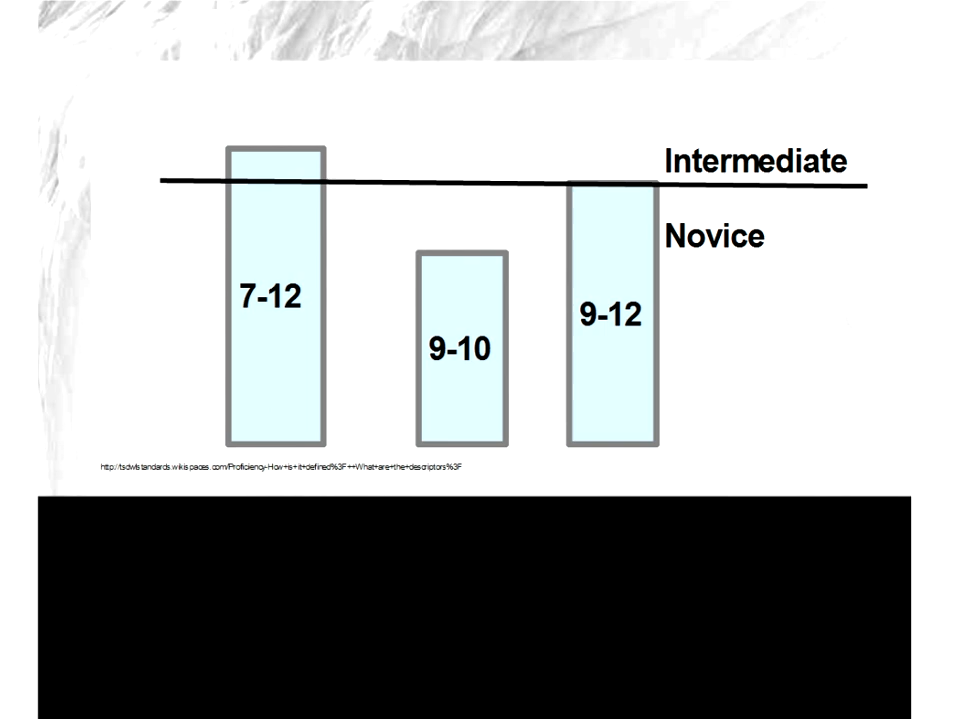 Intermediate
Novice
7-12
9-12
9-10
http://tsdwlstandards.wikispaces.com/Proficiency-How+is+it+defined%3F++What+are+the+descriptors%3F